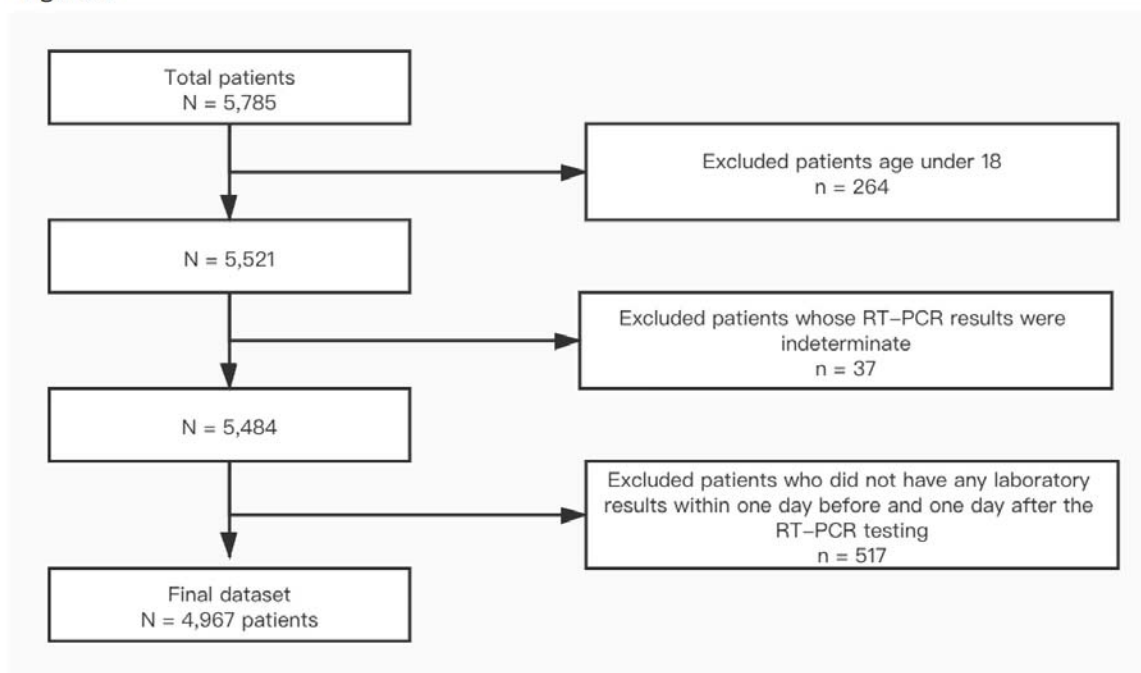 Total patients
N = 5,785
Excluded patients age under 18
n = 264
N = 5,521
Excluded patients whose RT–PCR results were
indeterminate
n = 37
N = 5,484
Excluded patients who did not have any laboratory
results within one day before and one day after the
RT–PCR testing
n = 517
Final dataset
N = 4,967 patients